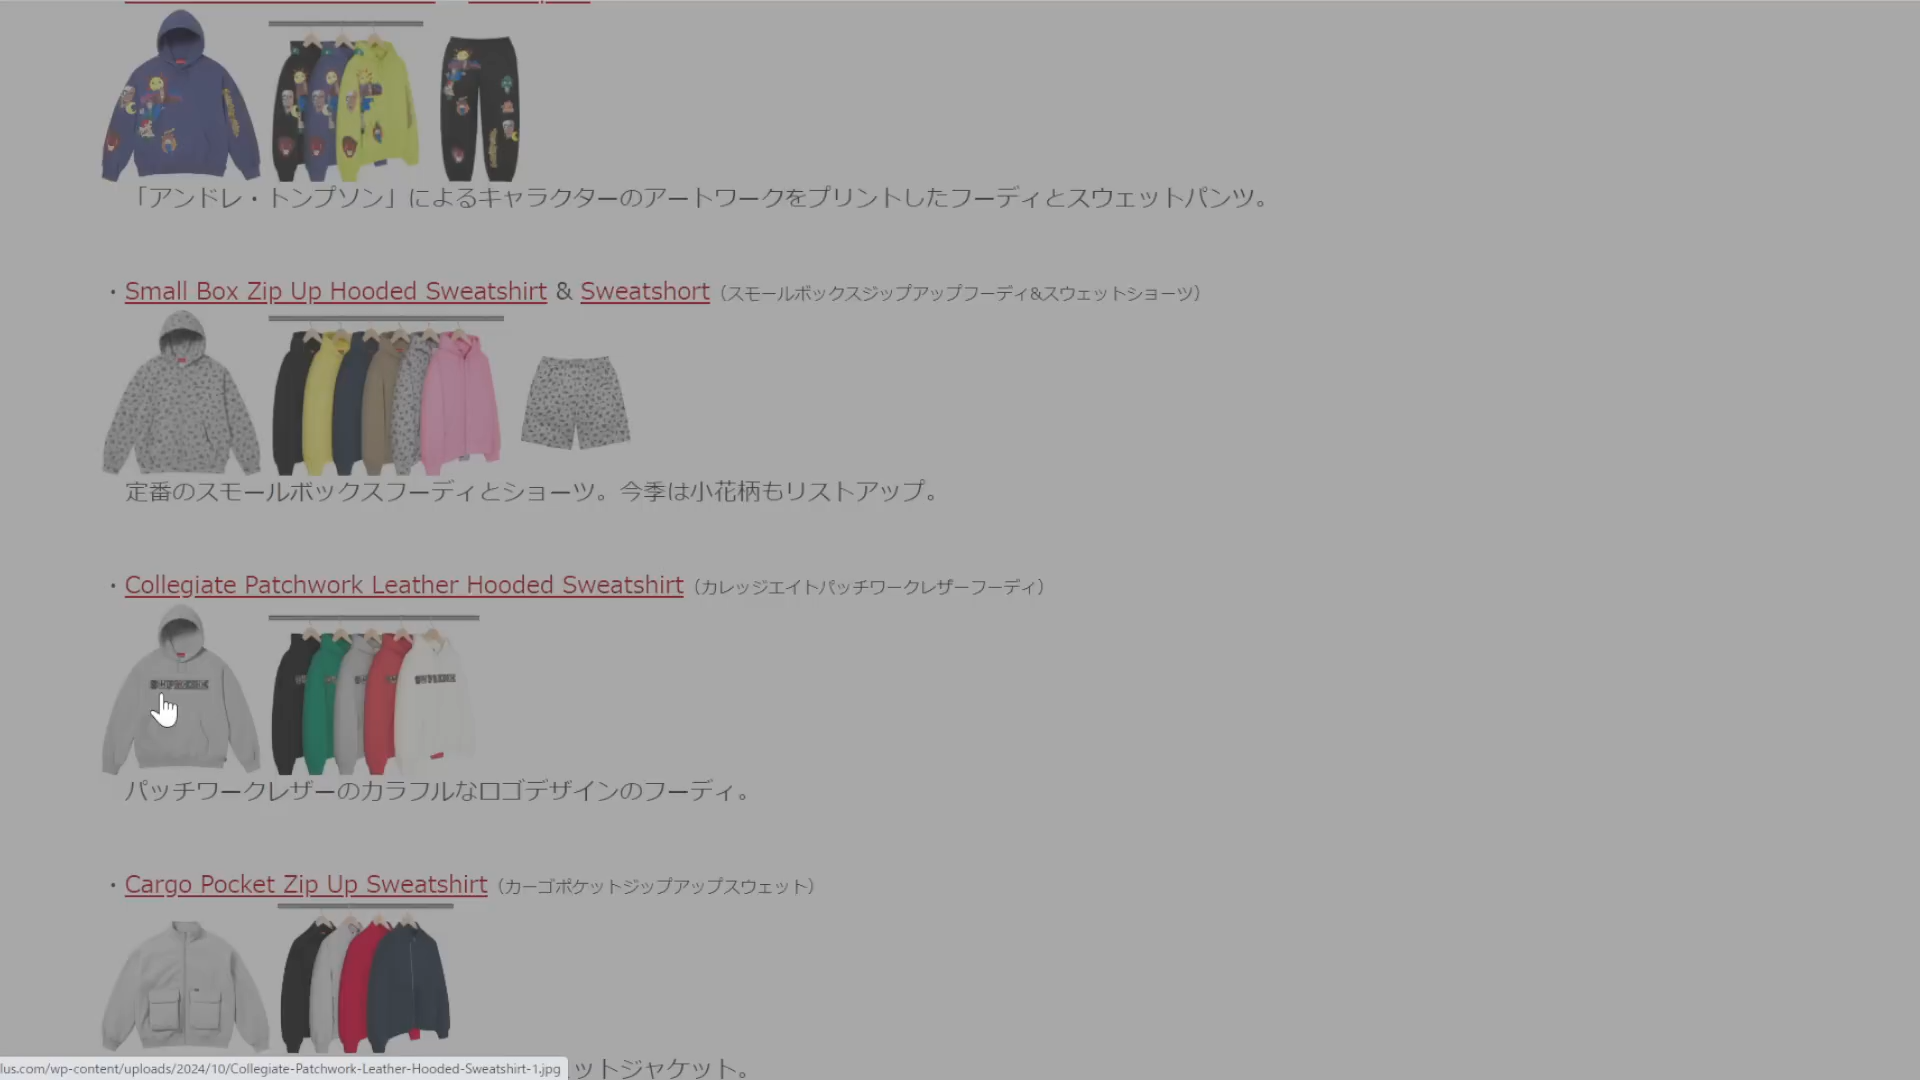 「アンドレ・トンプソン」によるキャラクターのアートワークをプリントしたフーディとスウェットパンツ。
・Small Box Zip Up Hooded Sweatshirt & Sweatshort（スモールボックスジップアップフーディ&スウェットショーツ）
定番のスモールボックスフーディとショーツ。今季は小花柄もリストアップ。
・Collegiate Patchwork Leather Hooded Sweatshirt（カレッジエイトパッチワークレザーフーディ）
SUPREME
SUPREME
パッチワークレザーのカラフルなロゴデザインのフーディ。
・Cargo Pocket Zip Up Sweatshirt（カーゴポケットジップアップスウェット）
lus.com/wp-content/uploads/2024/10/Collegiate-Patchwork-Leather-Hooded-Sweatshirt-1.jpg
ットジャケット。